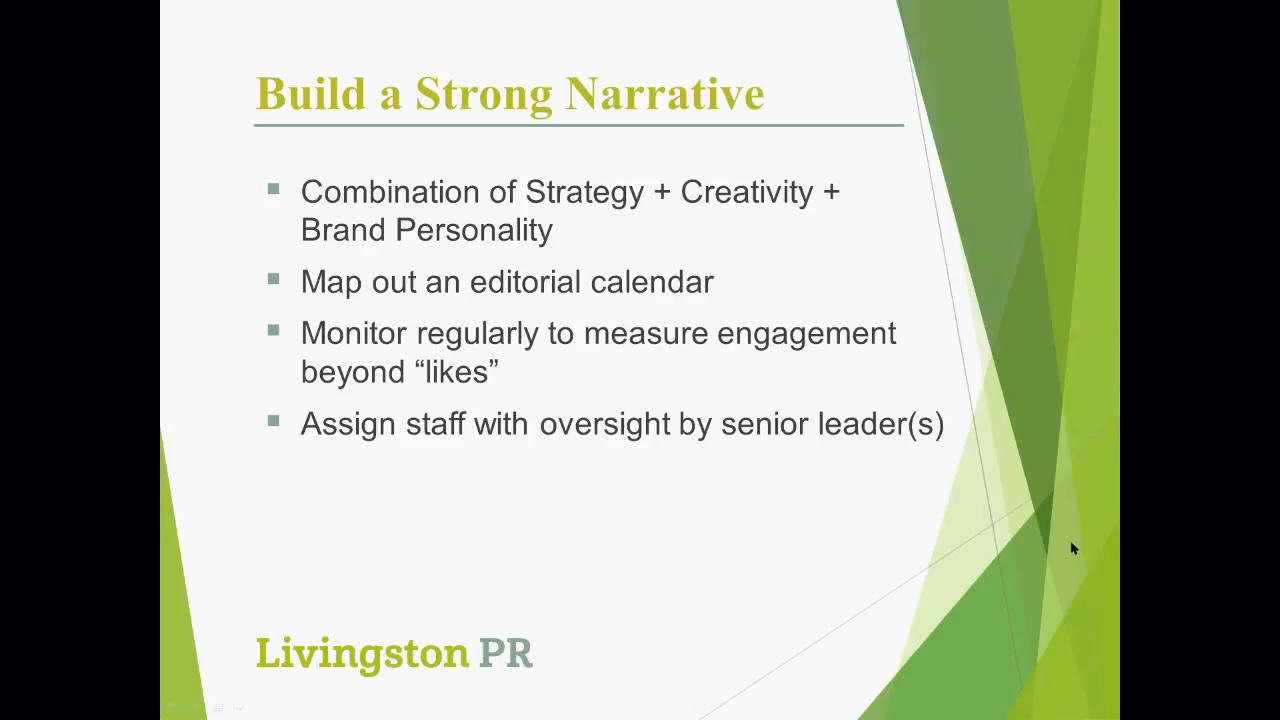 Build a Strong Narrative
Combination of Strategy + Creativity +
Brand Personality
Map out an editorial calendar
Monitor regularly to measure engagement
beyond “likes”
Assign staff with oversight by senior leader(s)
Livingston PR